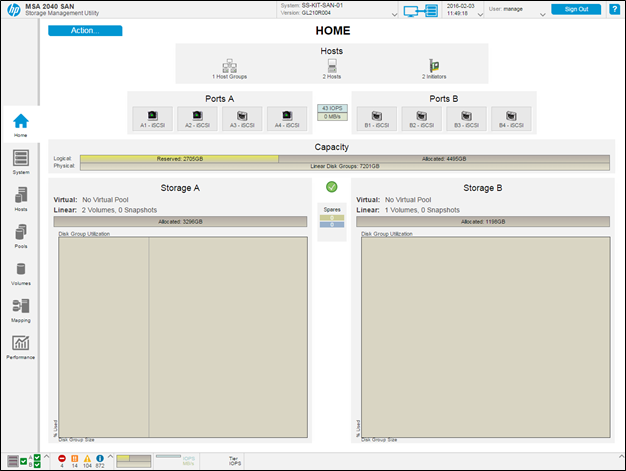 hp
MSA 2040 SAN
Storage Management Utility
System: SS-KIT-SAN-01
Version: GL210R004
2016-02-03
11:49:18
User: manage
Sign Out
?
Action...
HOME
Hosts
1 Host Groups
2 Hosts
2 Initiators
Ports A
A1 - iSCSI
A2 - iSCSI
A3 - iSCSI
A4 - iSCSI
43 IOPS
0 MB/s
Ports B
B1 - iSCSI
B2 - iSCSI
B3 - iSCSI
B4 - iSCSI
Capacity
Logical:
Reserved: 2705GB
Allocated: 4495GB
Physical:
Linear Disk Groups: 7201GB
Home
System
Hosts
Pools
Volumes
Mapping
Performance
Storage A
Virtual: No Virtual Pool
Linear: 2 Volumes, 0 Snapshots
Allocated: 3296GB
Disk Group Utilization
% Used
Disk Group Size
Spares
0
0
Storage B
Virtual: No Virtual Pool
Linear: 1 Volumes, 0 Snapshots
Disk Group Utilization
% Used
Disk Group Size
A
B
4
14
104
872
IOPS
MB/s
Tier
IOPS